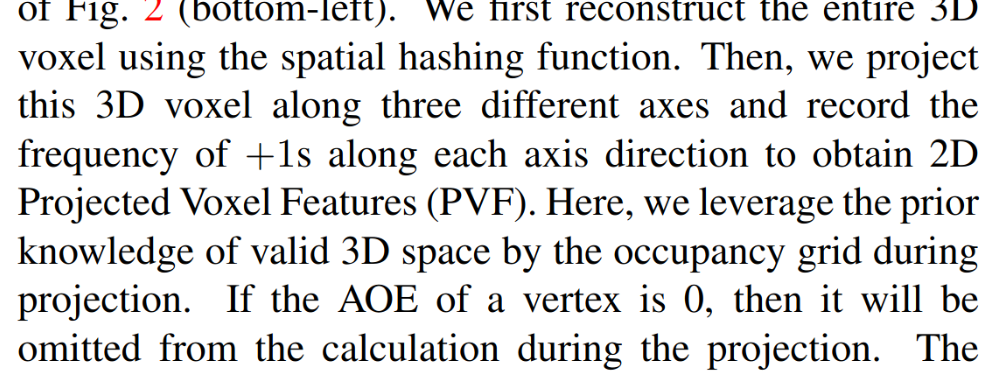 of Fig. 2 (bottom-left). We first reconstruct the entire 3D
voxel using the spatial hashing function. Then, we project
this 3D voxel along three different axes and record the
frequency of +1s along each axis direction to obtain 2D
Projected Voxel Features (PVF). Here, we leverage the prior
knowledge of valid 3D space by the occupancy grid during
projection. If the AOE of a vertex is 0, then it will be
omitted from the calculation during the projection. The